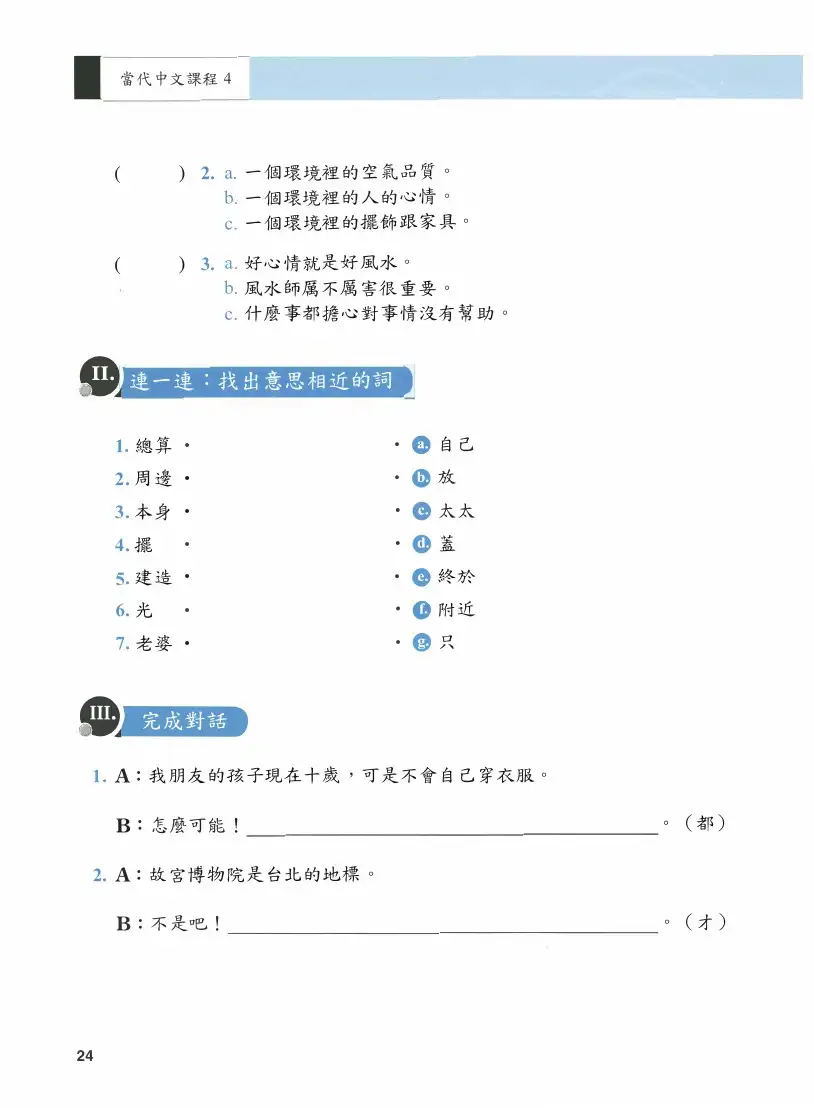 當代中文課程 4
( ) 2. a. 一個環境裡的空氣品質。
b. 一個環境裡的人的心情。
c. 一個環境裡的擺飾跟家具。
( ) 3. a. 好心情就是好風水。
b. 風水師厲不厲害很重要。
c. 什麼事都擔心對事情沒有幫助。
II. 連一連：找出意思相近的詞
1. 總算 • • a. 自己
2. 周邊 • • b. 放
3. 本身 • • c. 太太
4. 擺 • • d. 蓋
5. 建造 • • e. 終於
6. 光 • • f. 附近
7. 老婆 • • g. 只
III. 完成對話
1. A：我朋友的孩子現在十歲，可是不會自己穿衣服。
B：怎麼可能！____。（都）
2. A：故宮博物院是台北的地標。
B：不是吧！____。（才）
24